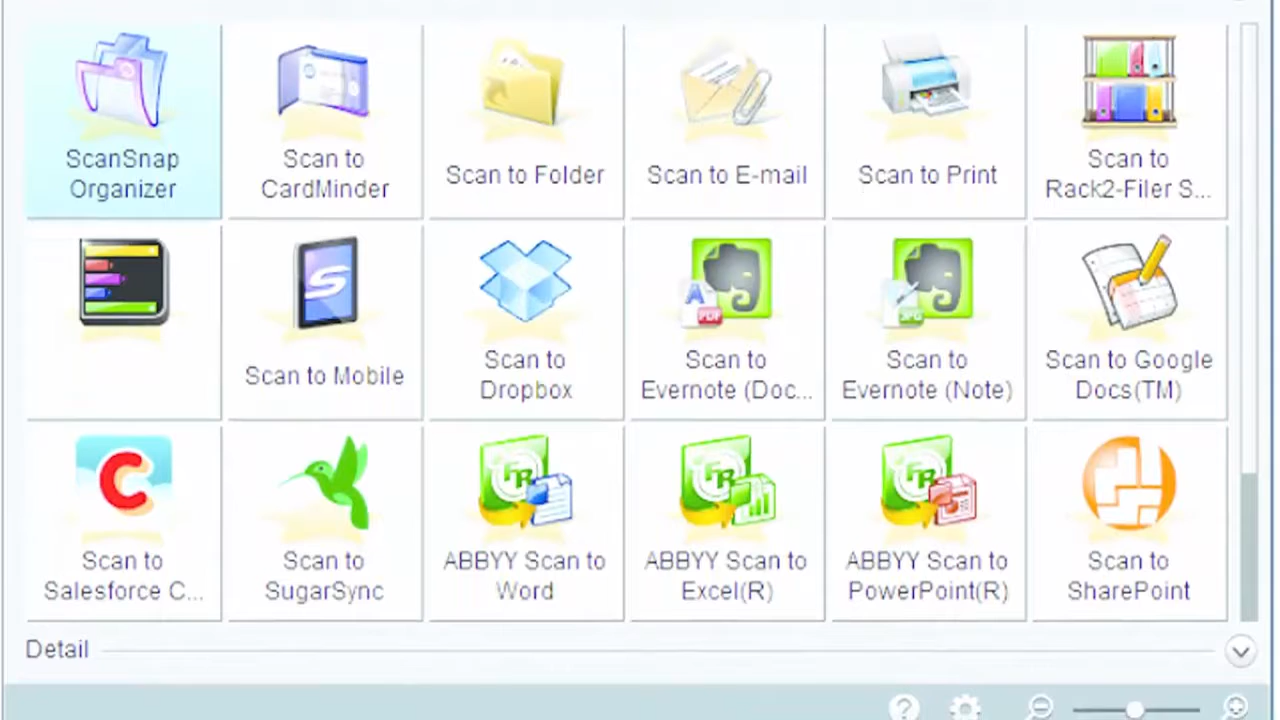 ScanSnap
Organizer
Scan to
CardMinder
Scan to Folder
Scan to E-mail
Scan to Print
Scan to
Rack2-Filer S...
Scan to Mobile
Scan to
Dropbox
Scan to
Evernote (Doc...
Scan to
Evernote (Note)
Scan to Google
Docs(TM)
Scan to
Salesforce C...
Scan to
SugarSync
ABBYY Scan to
Word
ABBYY Scan to
Excel(R)
ABBYY Scan to
PowerPoint(R)
Scan to
SharePoint
Detail